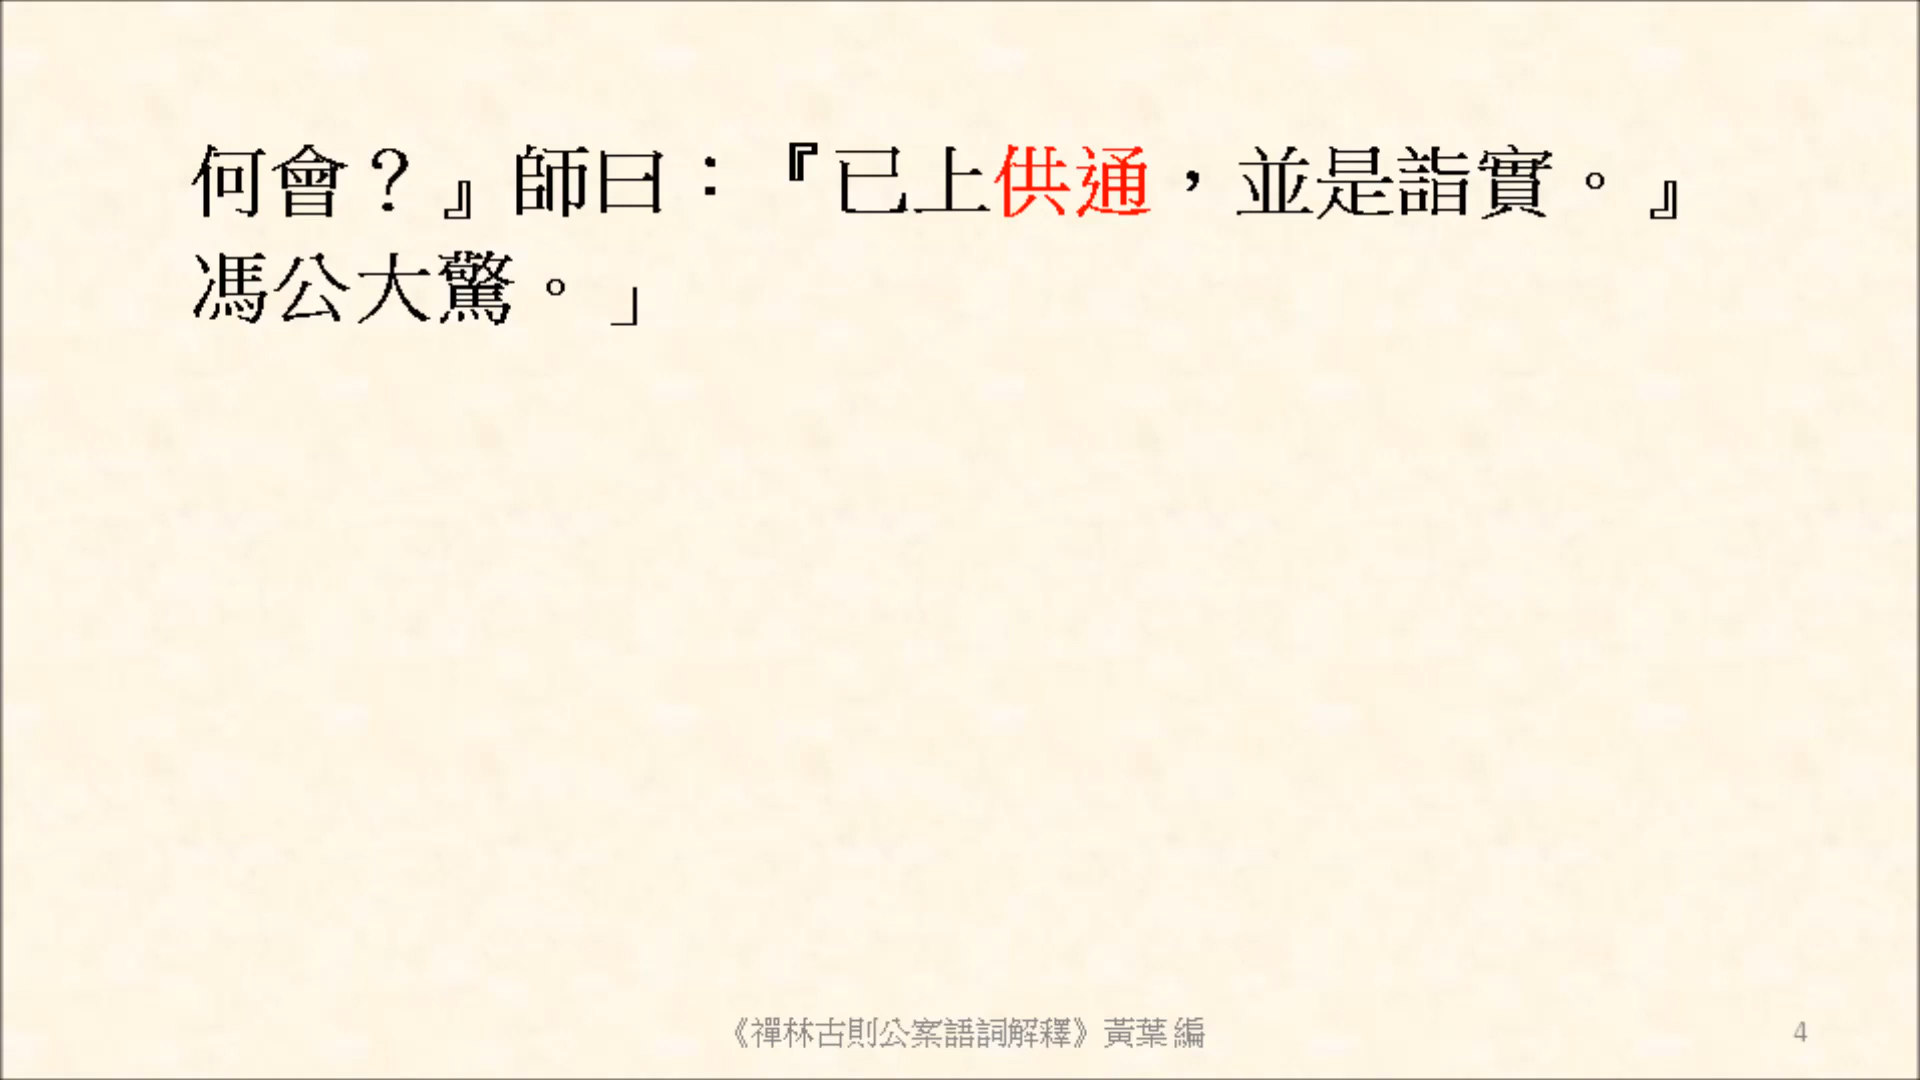 何會？』師曰：『已上供通，並是詣實。』
馮公大驚。」
《禪林古則公案語詞解釋》黃葉 編
4